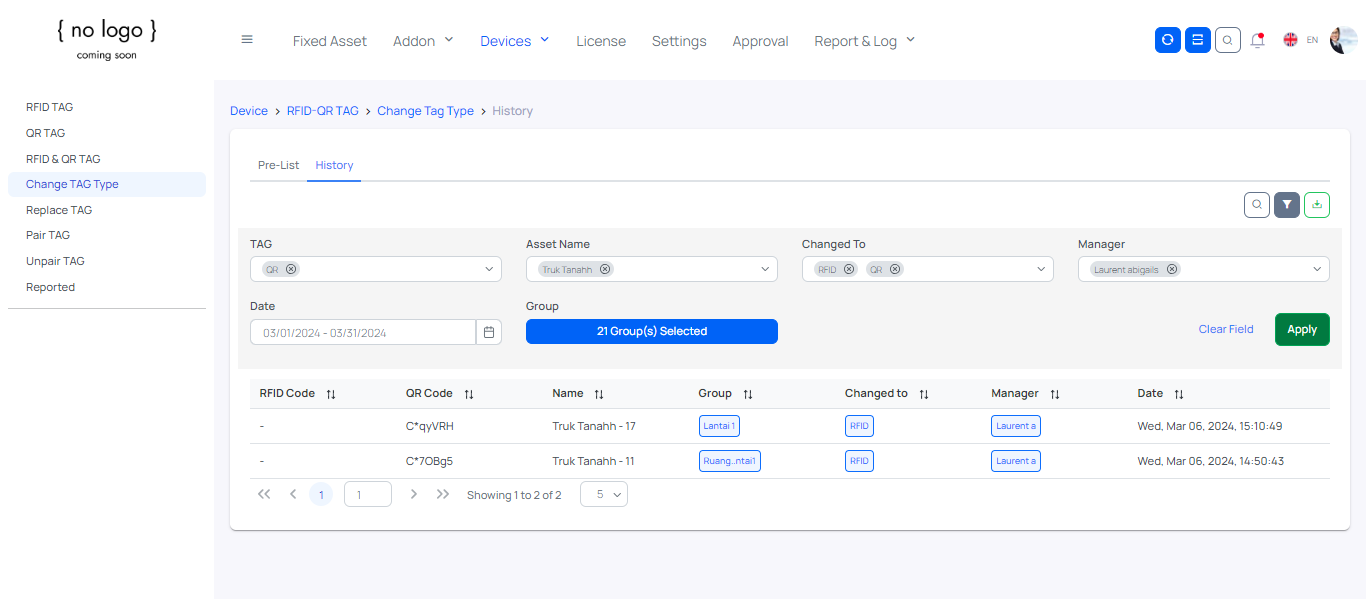 { no logo }
coming soon
Fixed Asset Addon Devices License Settings Approval Report & Log EN
RFID TAG
QR TAG
RFID & QR TAG
Change TAG Type
Replace TAG
Pair TAG
Unpair TAG
Reported
Device > RFID-QR TAG > Change Tag Type > History
Pre-List History
TAG Asset Name Changed To Manager
QR Truk Tanahh RFID QR Laurent abigails
Date Group
03/01/2024 - 03/31/2024 21 Group(s) Selected Clear Field Apply
RFID Code QR Code Name Group Changed to Manager Date
- C*qyVRH Truk Tanahh - 17 Lantai 1 RFID Laurent a Wed, Mar 06, 2024, 15:10:49
- C*7OBg5 Truk Tanahh - 11 Ruang...ntai1 RFID Laurent a Wed, Mar 06, 2024, 14:50:43
1 1 Showing 1 to 2 of 2 5